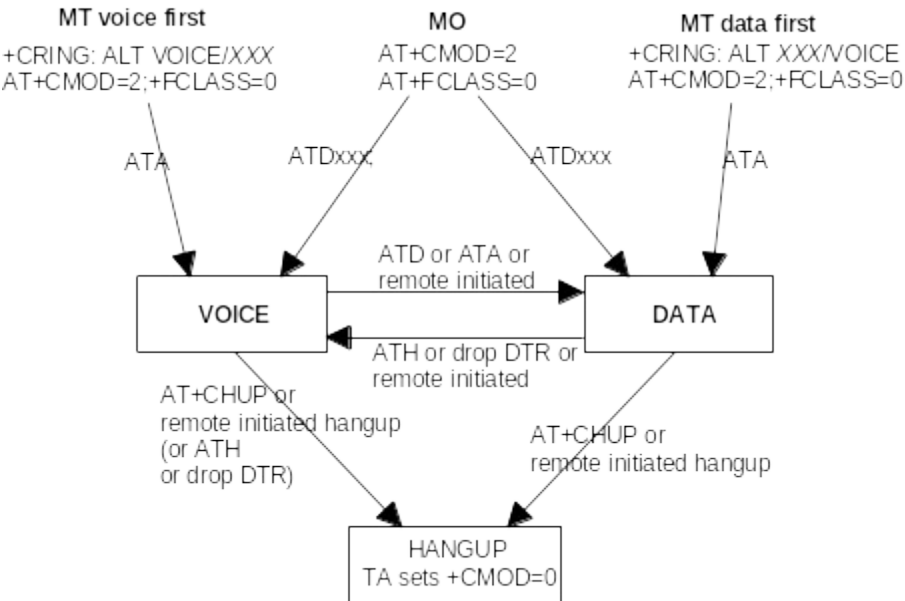 MT voice first
+CRING: ALT VOICE/XXX
AT+CMOD=2;+FCLASS=0
MO
AT+CMOD=2
AT+FCLASS=0
MT data first
+CRING: ALT XXX/VOICE
AT+CMOD=2;+FCLASS=0
ATA
ATDxxx;
ATDxxx
ATA
ATD or ATA or
remote initiated
VOICE
DATA
ATH or drop DTR or
remote initiated
AT+CHUP or
remote initiated hangup
(or ATH
or drop DTR)
AT+CHUP or
remote initiated hangup
HANGUP
TA sets +CMOD=0